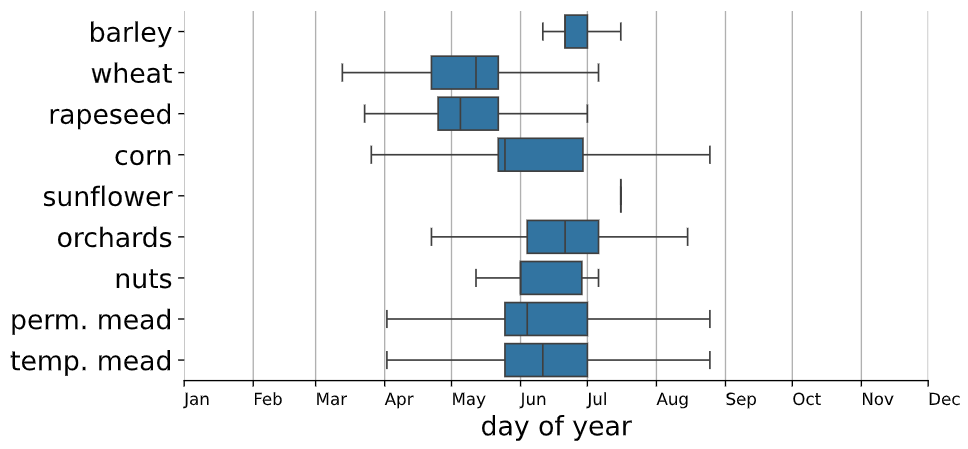 barley
wheat
rapeseed
corn
sunflower
orchards
nuts
perm. mead
temp. mead
Jan Feb Mar Apr May Jun Jul Aug Sep Oct Nov Dec
day of year